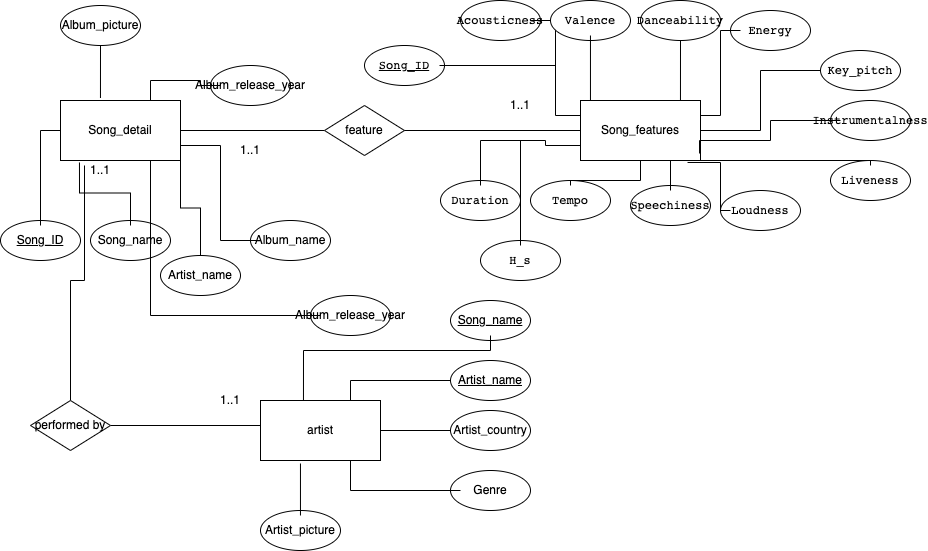 Album_picture
Acousticness
Valence
Danceability
Energy
Song_ID
Key_pitch
Album_release_year
1..1
Instrumentalness
Song_detail
feature
Song_features
1..1
1..1
Liveness
Duration
Tempo
Speechiness
Loudness
Song_ID
Song_name
Album_name
H_s
Artist_name
Album_release_year
Song_name
Artist_name
1..1
performed by
artist
Artist_country
Genre
Artist_picture